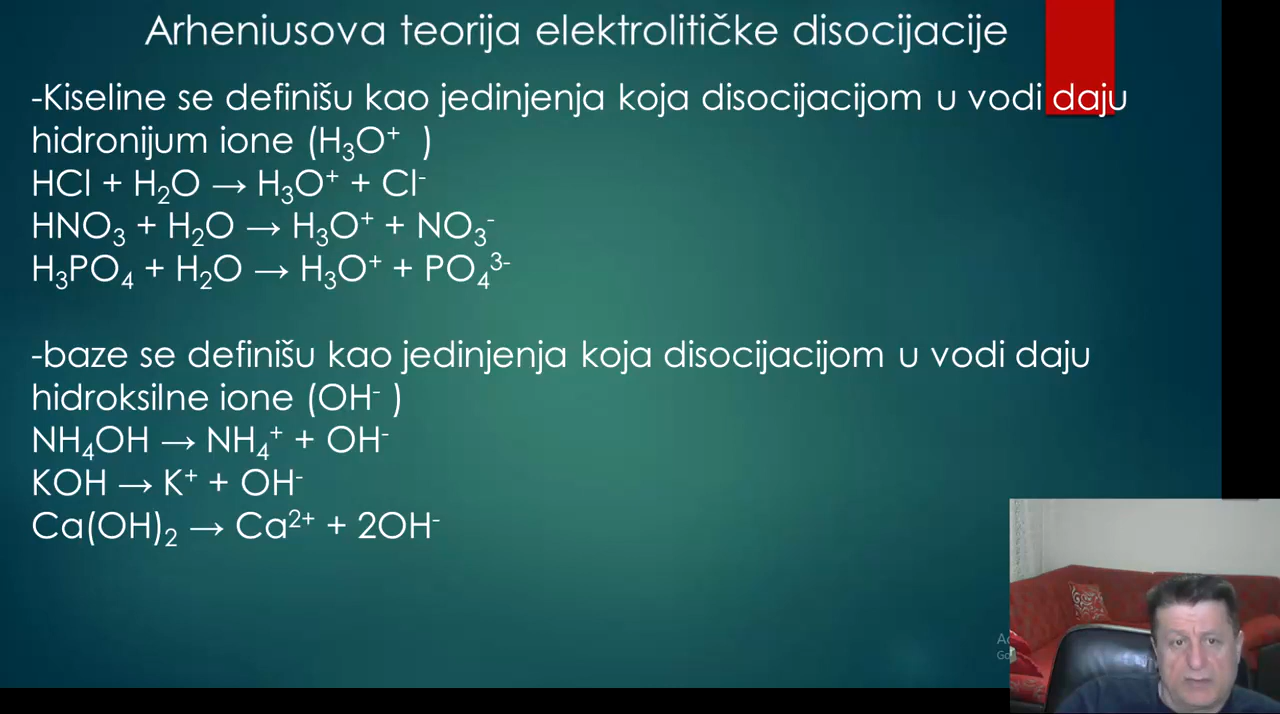 Arheniusova teorija elektrolitičke disocijacije
-Kiseline se definišu kao jedinjenja koja disocijacijom u vodi daju
hidronijum ione (H₃O⁺ )
HCl + H₂O → H₃O⁺ + Cl⁻
HNO₃ + H₂O → H₃O⁺ + NO₃⁻
H₃PO₄ + H₂O → H₃O⁺ + PO₄³⁻
-baze se definišu kao jedinjenja koja disocijacijom u vodi daju
hidroksilne ione (OH⁻ )
NH₄OH → NH₄⁺ + OH⁻
KOH → K⁺ + OH⁻
Ca(OH)₂ → Ca²⁺ + 2OH⁻